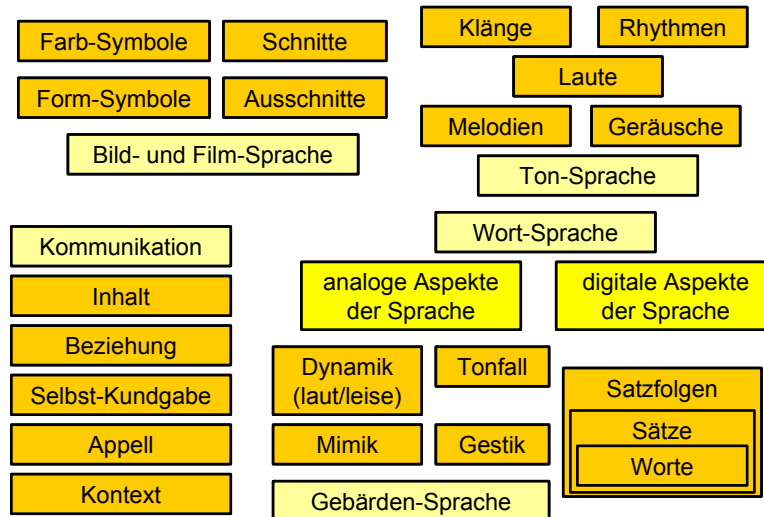 Farb-Symbole
Schnitte
Form-Symbole
Ausschnitte
Bild- und Film-Sprache
Klänge
Rhythmen
Laute
Melodien
Geräusche
Ton-Sprache
Wort-Sprache
Kommunikation
Inhalt
Beziehung
Selbst-Kundgabe
Appell
Kontext
analoge Aspekte
der Sprache
digitale Aspekte
der Sprache
Dynamik
(laut/leise)
Tonfall
Mimik
Gestik
Gebärden-Sprache
Satzfolgen
Sätze
Worte